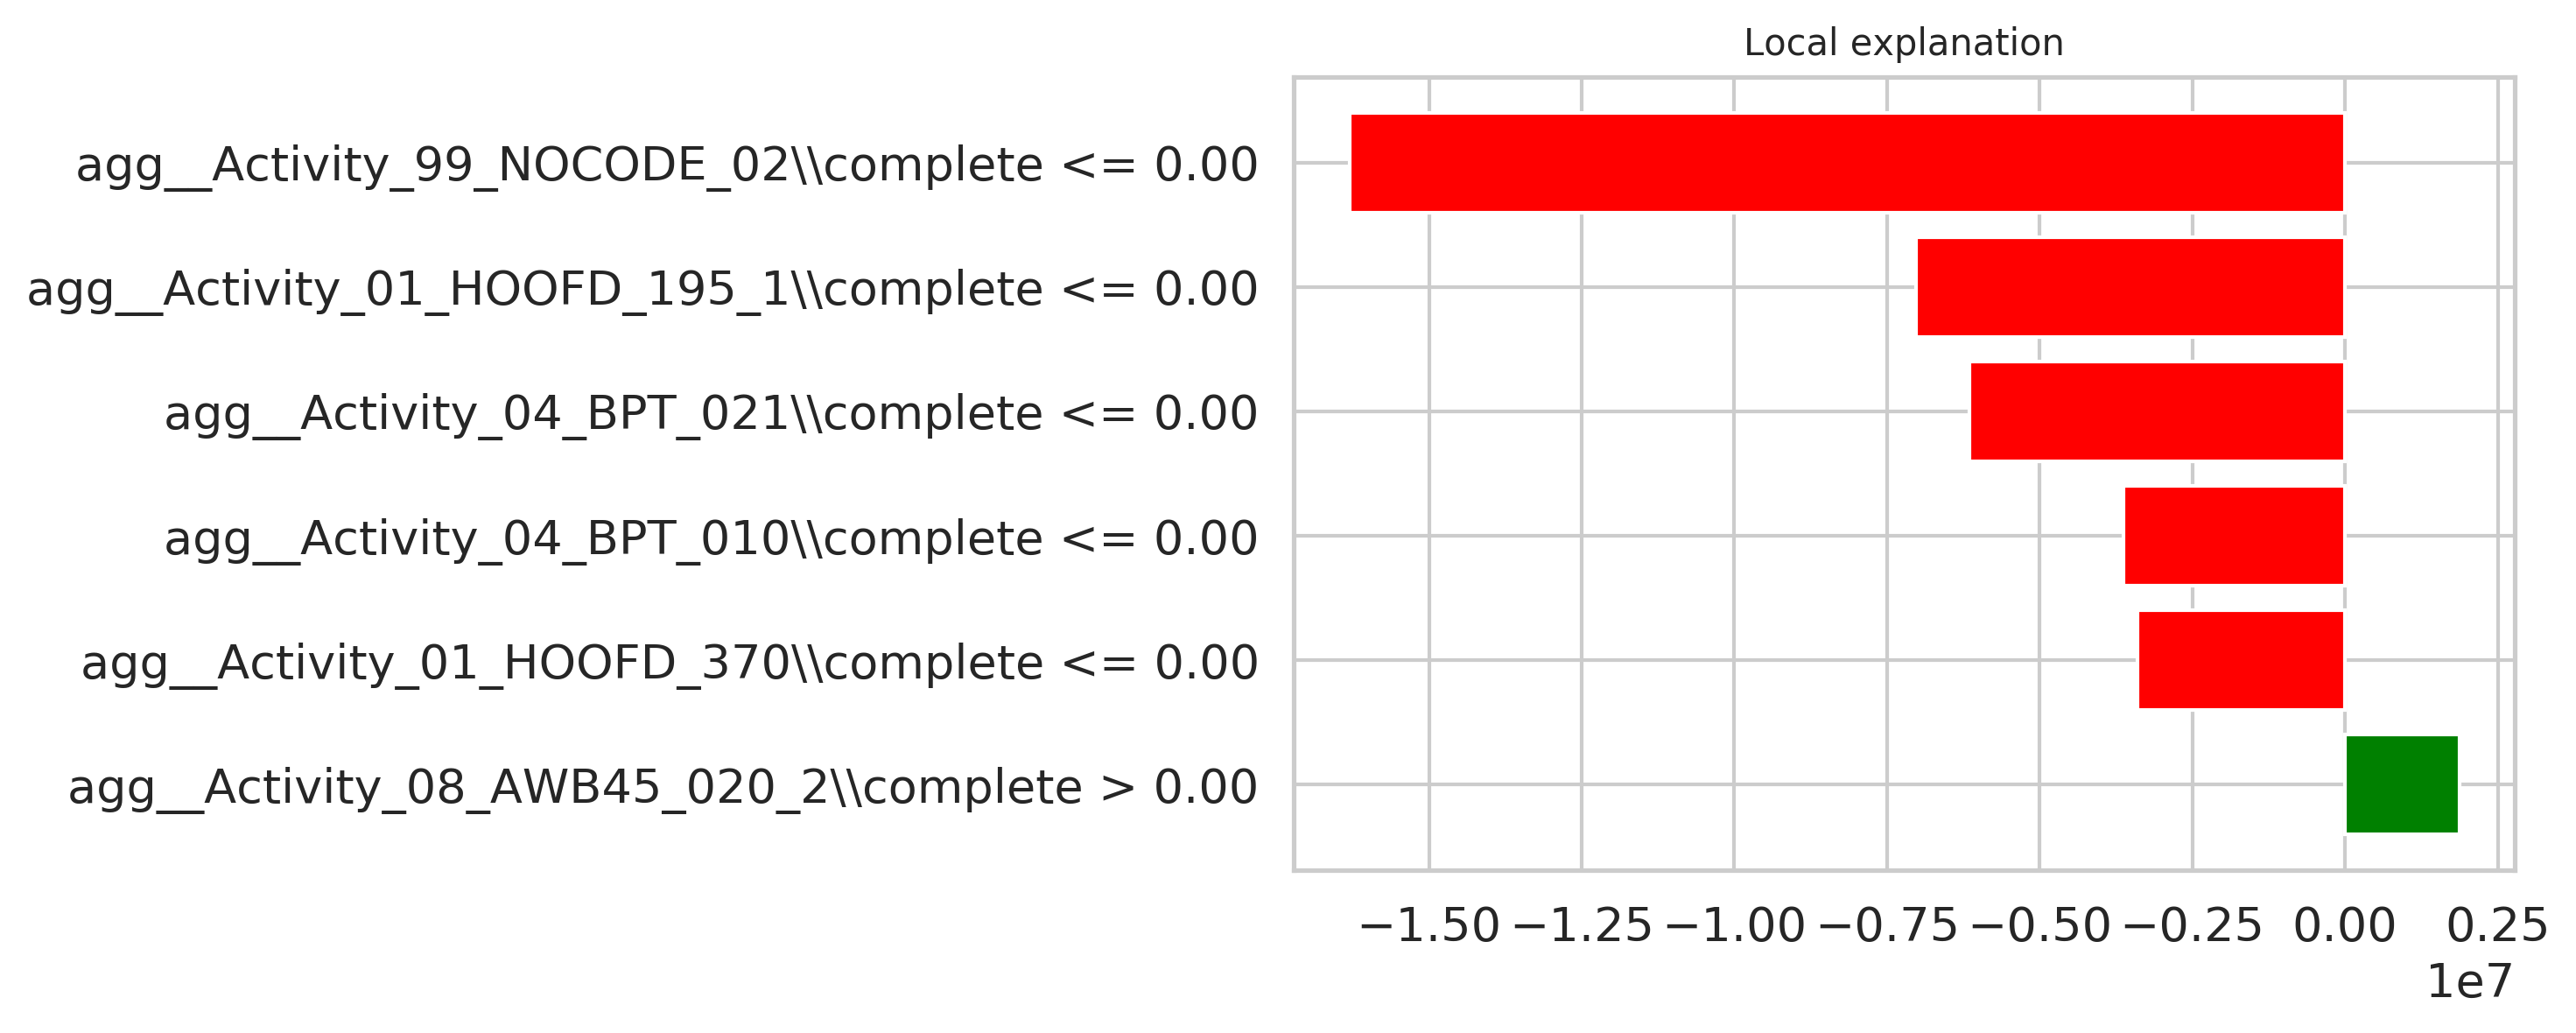 Local explanation
agg__Activity_99_NOCODE_02\\complete <= 0.00
agg__Activity_01_HOOFD_195_1\\complete <= 0.00
agg__Activity_04_BPT_021\\complete <= 0.00
agg__Activity_04_BPT_010\\complete <= 0.00
agg__Activity_01_HOOFD_370\\complete <= 0.00
agg__Activity_08_AWB45_020_2\\complete > 0.00
−1.50 −1.25 −1.00 −0.75 −0.50 −0.25 0.00 0.25
1e7